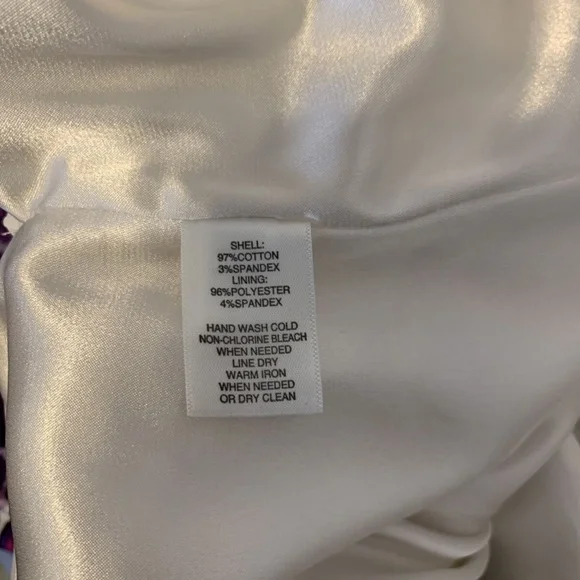 SHELL:
97%COTTON
3%SPANDEX
LINING:
96%POLYESTER
4%SPANDEX
HAND WASH COLD
NON-CHLORINE BLEACH
WHEN NEEDED
LINE DRY
WARM IRON
WHEN NEEDED
OR DRY CLEAN